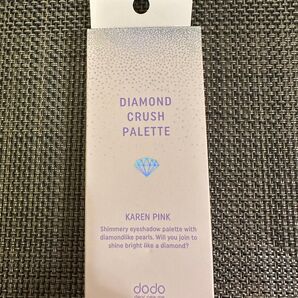 DIAMOND
CRUSH
PALETTE
KAREN PINK
Shimmery eyeshadow palette with
diamondlike pearls. Will you join to
shine bright like a diamond?
dodo